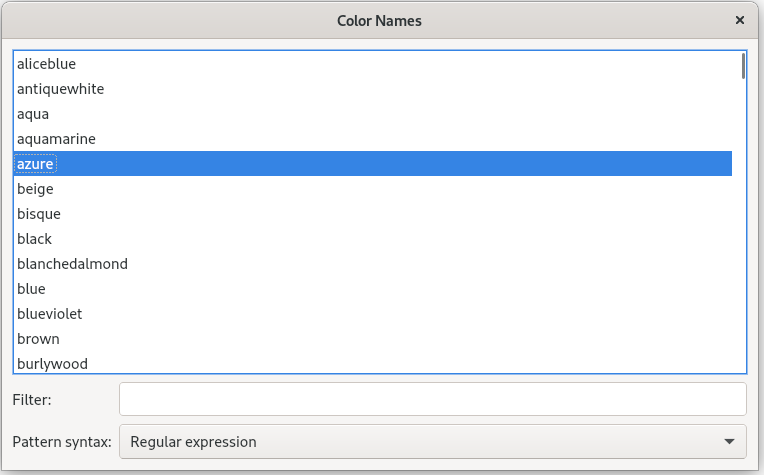 Color Names
aliceblue
antiquewhite
aqua
aquamarine
azure
beige
bisque
black
blanchedalmond
blue
blueviolet
brown
burlywood
Filter:
Pattern syntax: Regular expression